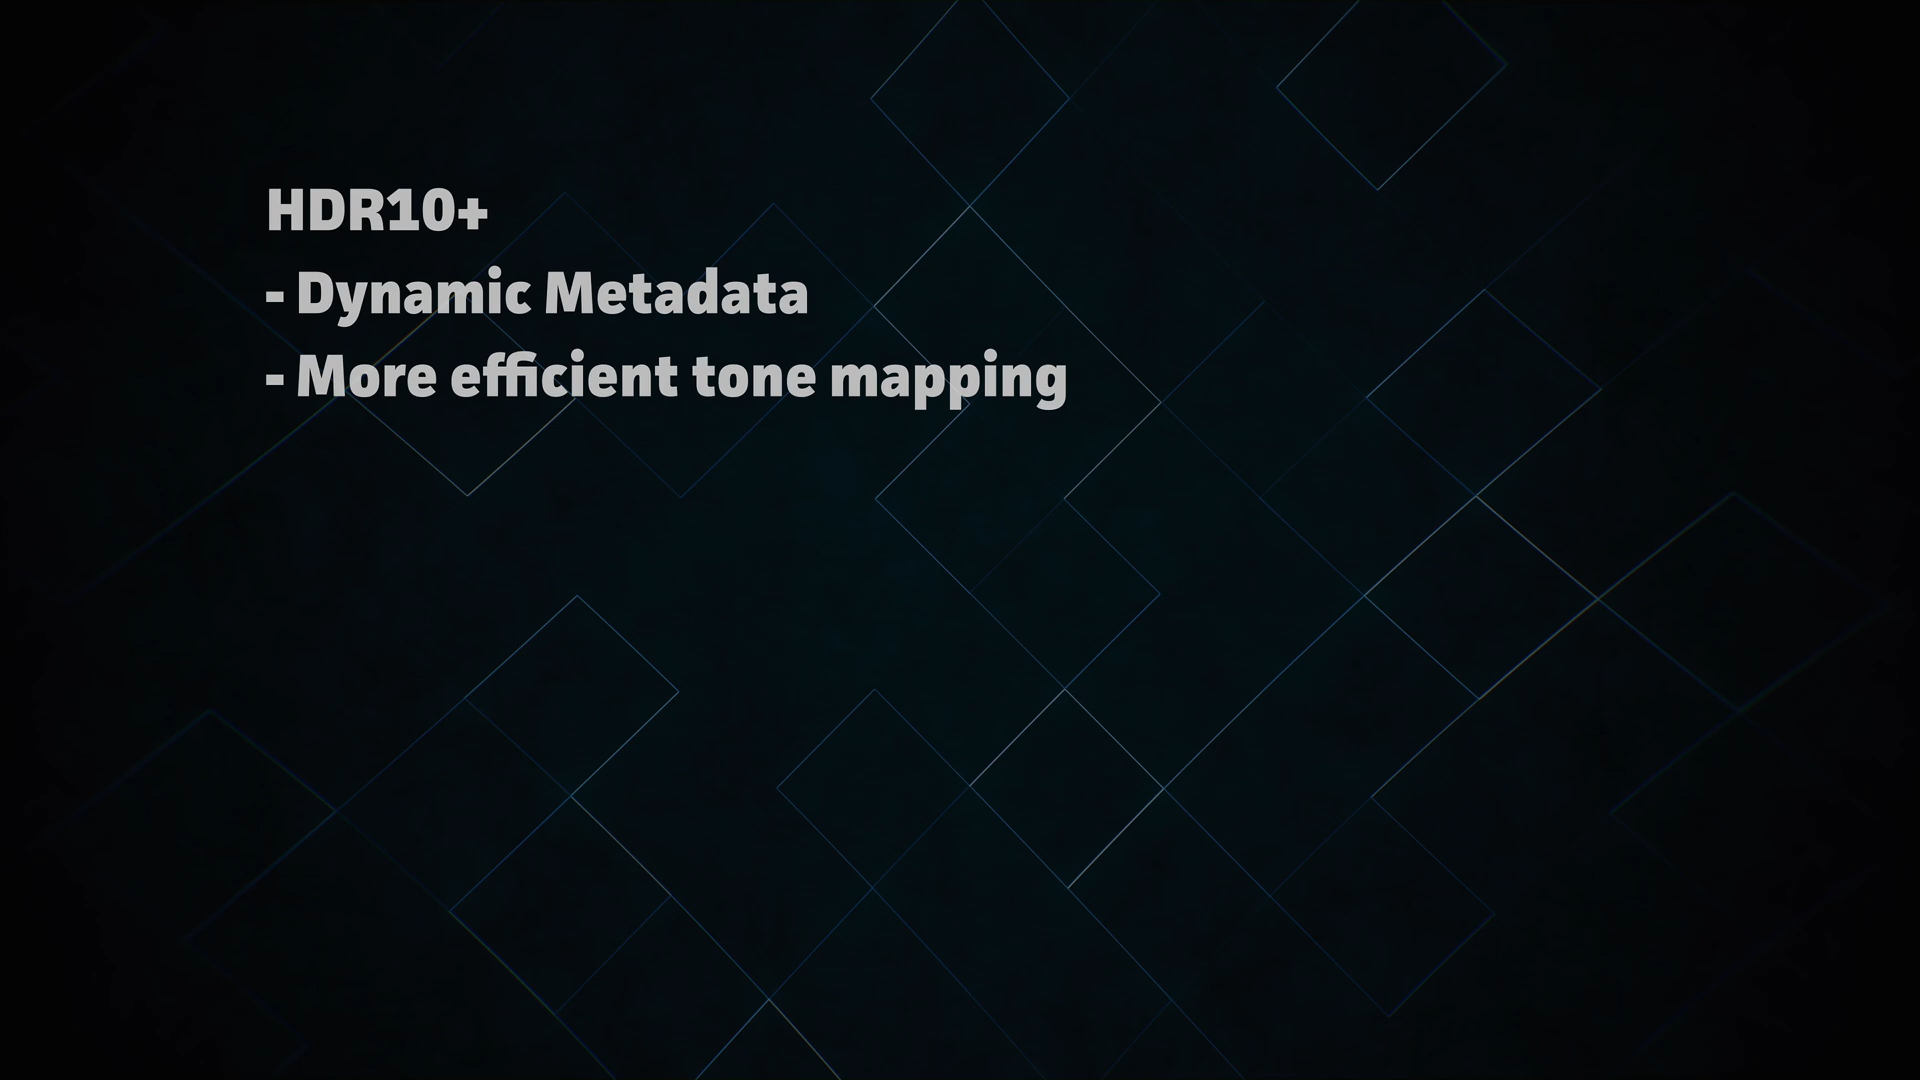 HDR10+
- Dynamic Metadata
- More efficient tone mapping